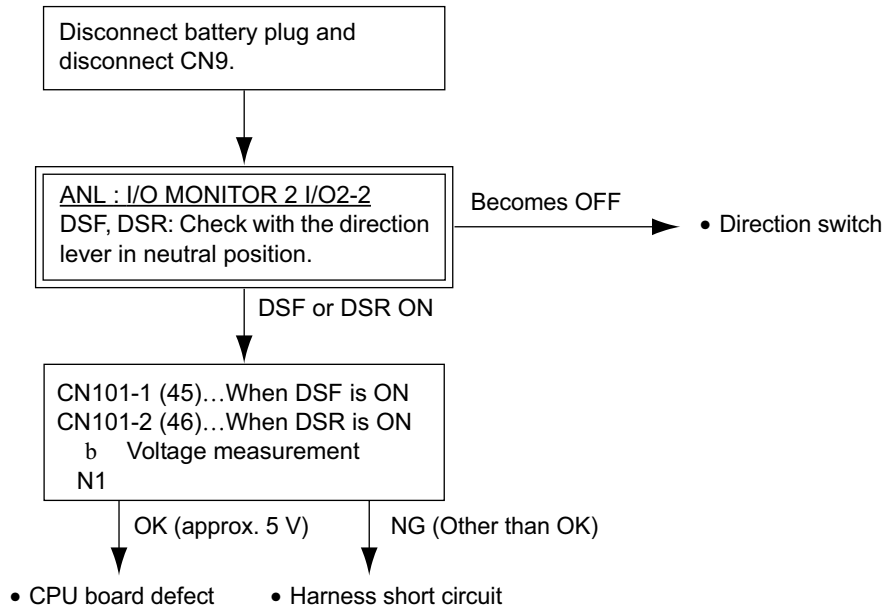 Disconnect battery plug and
disconnect CN9.
ANL : I/O MONITOR 2 I/O2-2
DSF, DSR: Check with the direction
lever in neutral position.
Becomes OFF
• Direction switch
DSF or DSR ON
CN101-1 (45)…When DSF is ON
CN101-2 (46)…When DSR is ON
b Voltage measurement
N1
OK (approx. 5 V)
NG (Other than OK)
• CPU board defect
• Harness short circuit